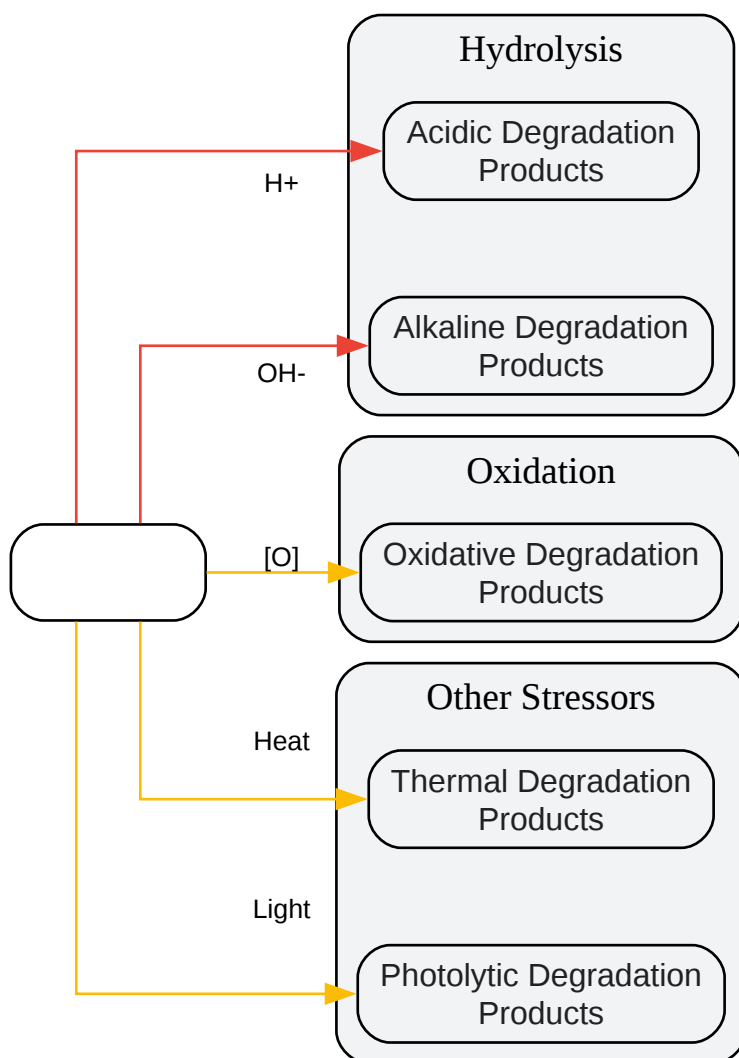 Hydrolysis
Acidic Degradation
Products
H+
Alkaline Degradation
Products
OH-
Oxidation
[O]
Oxidative Degradation
Products
Other Stressors
Heat
Thermal Degradation
Products
Light
Photolytic Degradation
Products